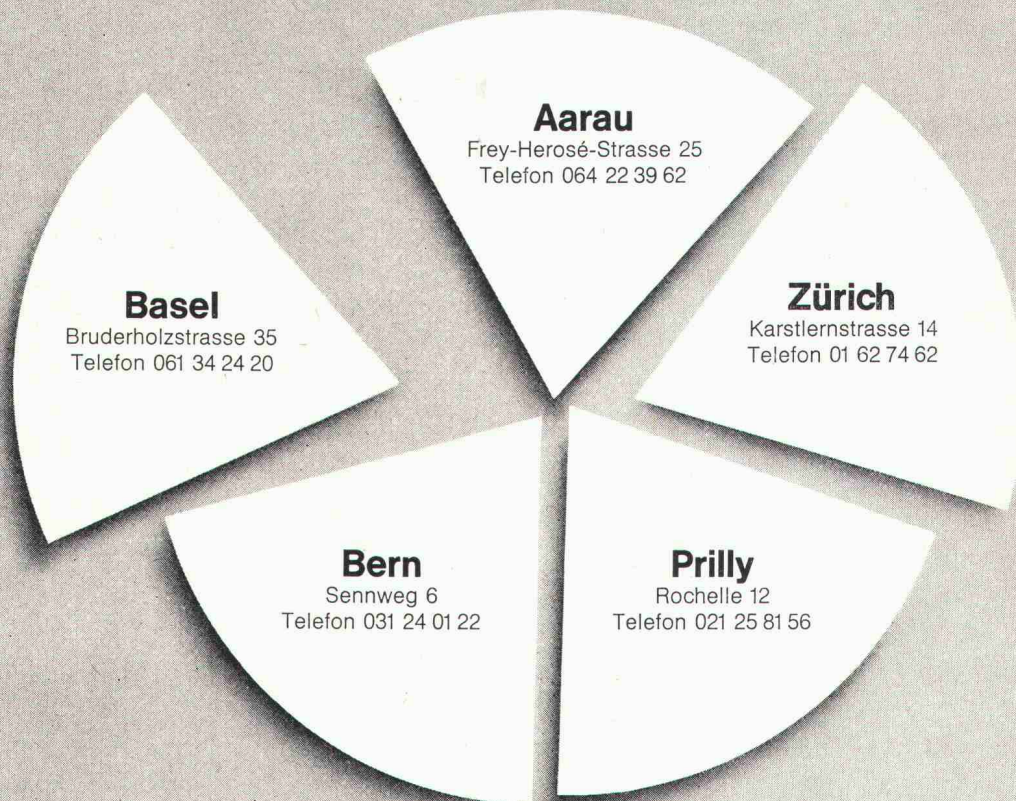 Aarau
Frey-Herosé-Strasse 25
Telefon 064 22 39 62
Basel
Bruderholzstrasse 35
Telefon 061 34 24 20
Zürich
Karstlernstrasse 14
Telefon 01 62 74 62
Bern
Sennweg 6
Telefon 031 24 01 22
Prilly
Rochelle 12
Telefon 021 25 81 56